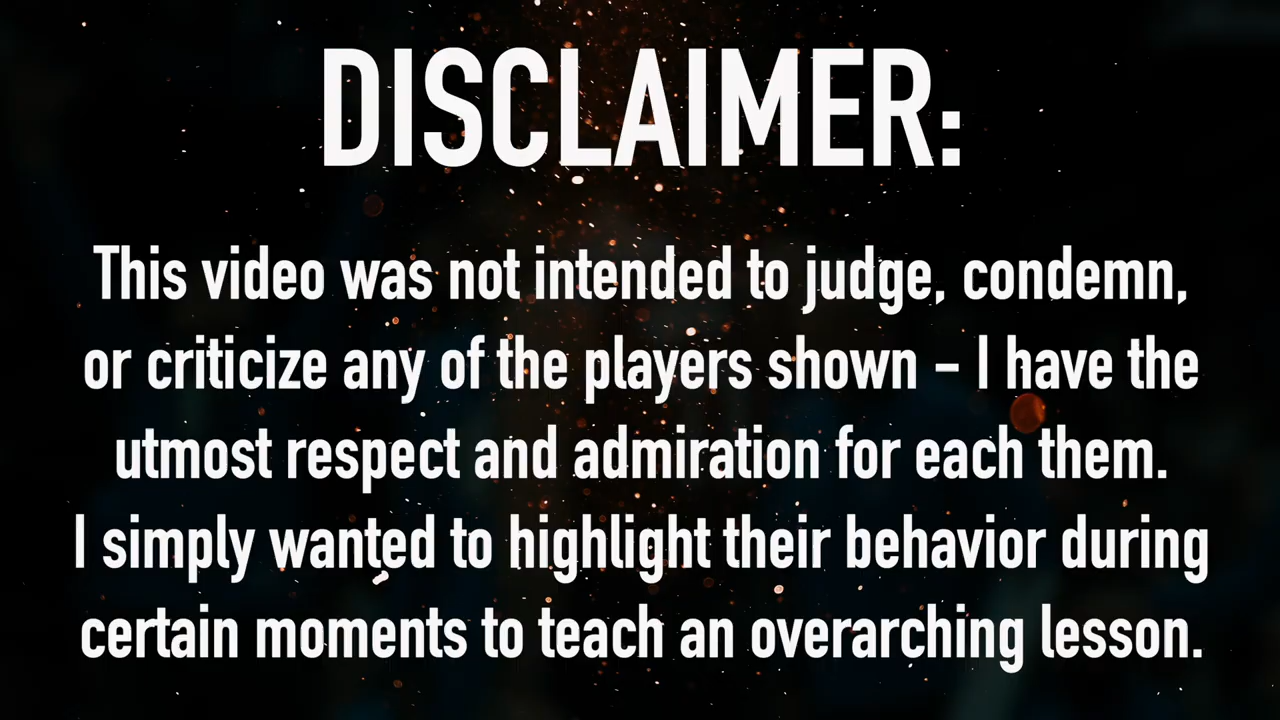 DISCLAIMER:
This video was not intended to judge, condemn,
or criticize any of the players shown – I have the
utmost respect and admiration for each them.
I simply wanted to highlight their behavior during
certain moments to teach an overarching lesson.